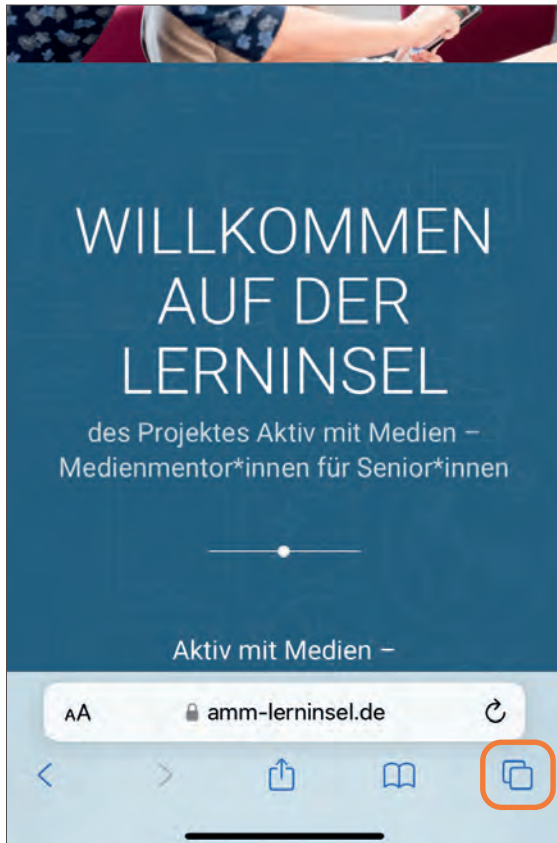 WILLKOMMEN
AUF DER
LERNINSEL
des Projektes Aktiv mit Medien –
Medienmentor*innen für Senior*innen
Aktiv mit Medien –
AA amm-lerninsel.de